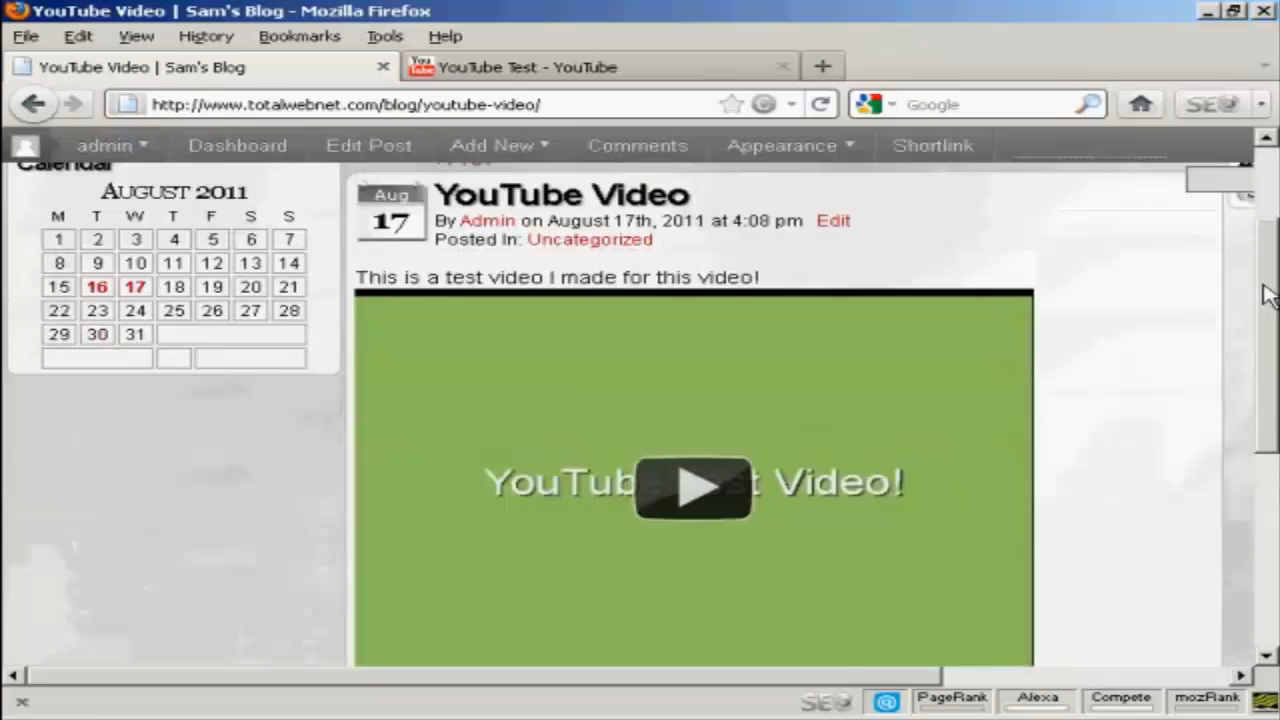 YouTube Video | Sam's Blog - Mozilla Firefox
File Edit View History Bookmarks Tools Help
YouTube Video | Sam's Blog
You Tube YouTube Test - YouTube
http://www.totalwebnet.com/blog/youtube-video/
Google
admin Dashboard Edit Post Add New Comments Appearance Shortlink
Calendar
AUGUST 2011
M T W T F S S
1 2 3 4 5 6 7
8 9 10 11 12 13 14
15 16 17 18 19 20 21
22 23 24 25 26 27 28
29 30 31
Aug
17
YouTube Video
By Admin on August 17th, 2011 at 4:08 pm Edit
Posted In: Uncategorized
This is a test video I made for this video!
Video!
PageRank Alexa Compete mozRank